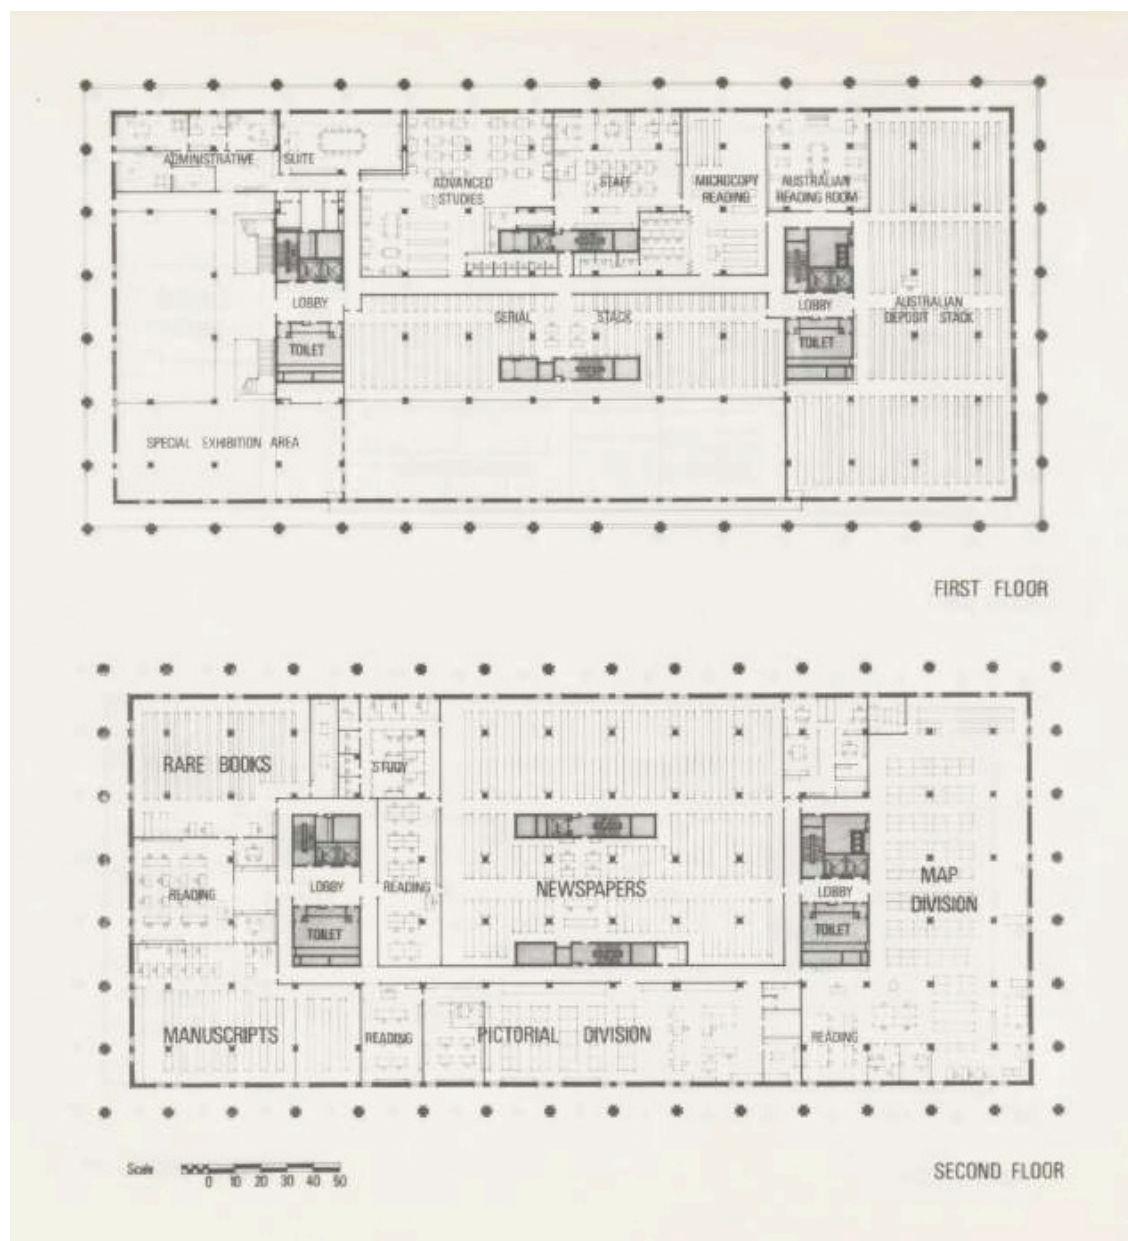 ADMINISTRATIVE SUITE
ADVANCED
STUDIES
STAFF
MICROCOPY
READING
AUSTRALIAN
READING ROOM
LOBBY
TOILET
SERIAL STACK
LOBBY
TOILET
AUSTRALIAN
DEPOSIT STACK
SPECIAL EXHIBITION AREA
FIRST FLOOR
RARE BOOKS
STUDY
READING
LOBBY
TOILET
READING
NEWSPAPERS
LOBBY
TOILET
MAP
DIVISION
MANUSCRIPTS
READING
PICTORIAL DIVISION
READING
Scale
0 10 20 30 40 50
SECOND FLOOR